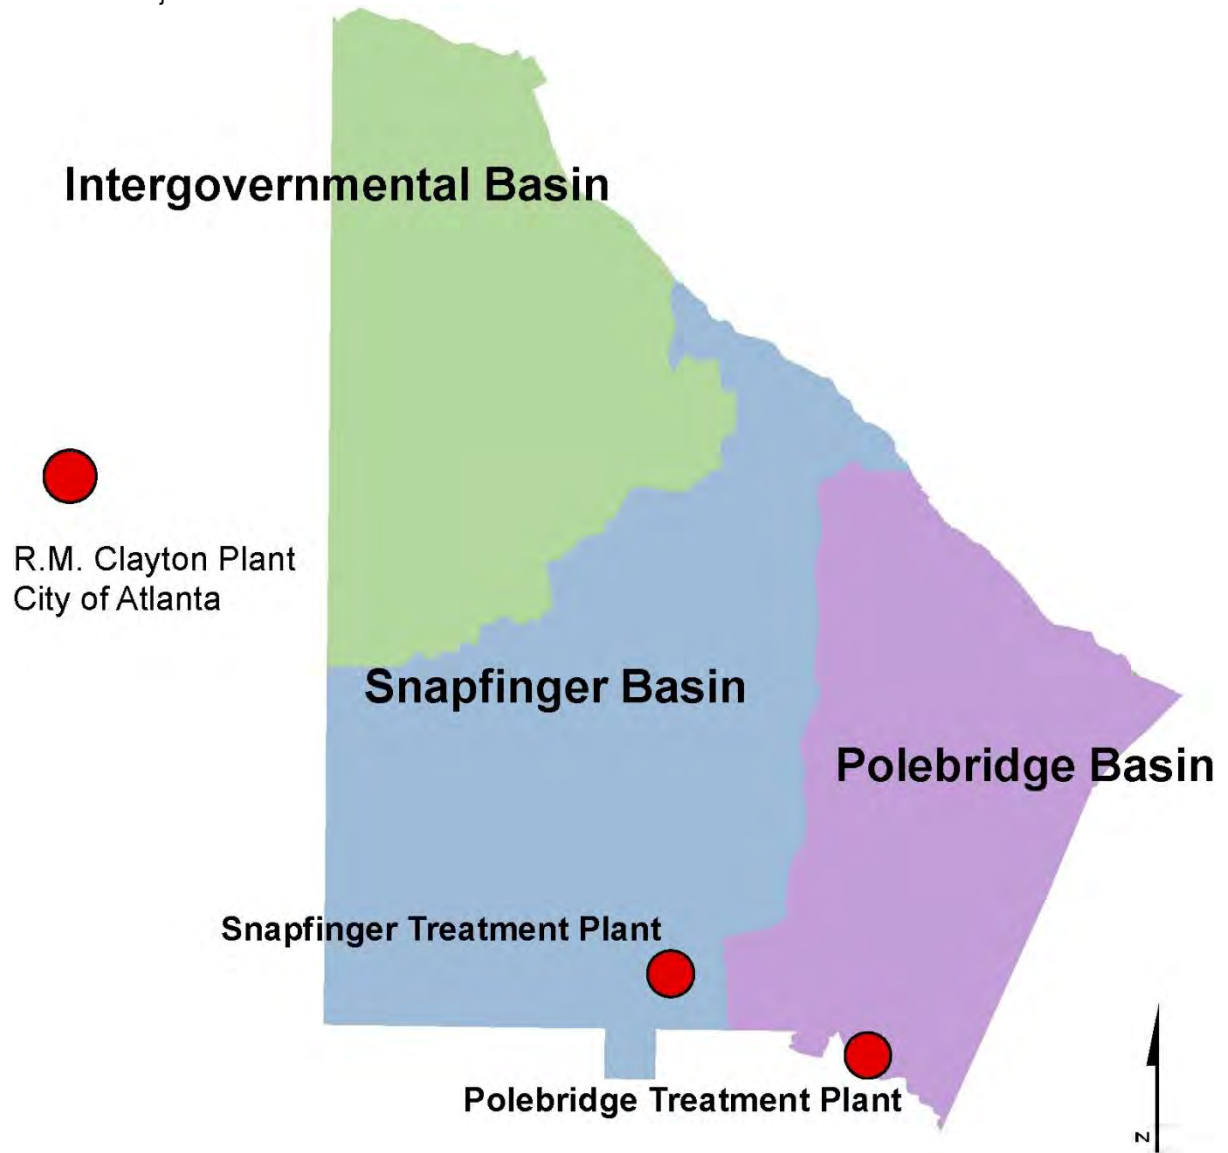 Intergovernmental Basin
R.M. Clayton Plant
City of Atlanta
Snapfinger Basin
Polebridge Basin
Snapfinger Treatment Plant
Polebridge Treatment Plant
N